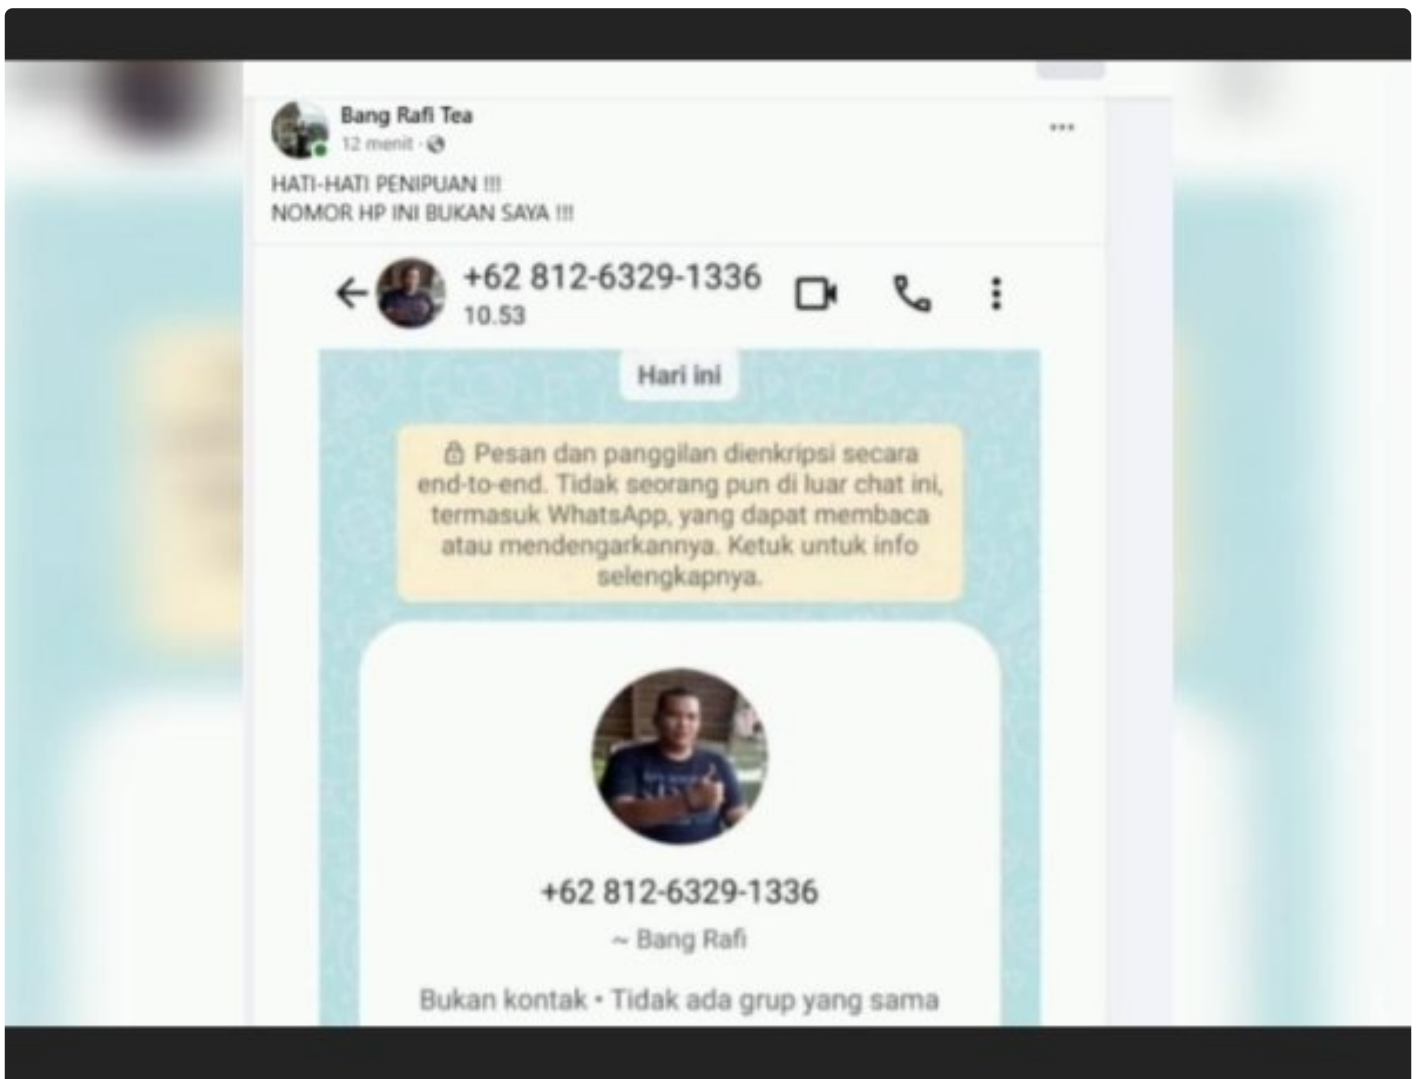 Bang Rafi Tea
12 menit ·
HATI-HATI PENIPUAN !!!
NOMOR HP INI BUKAN SAYA !!!
+62 812-6329-1336
10.53
Hari ini
Pesan dan panggilan dienkripsi secara
end-to-end. Tidak seorang pun di luar chat ini,
termasuk WhatsApp, yang dapat membaca
atau mendengarkannya. Ketuk untuk info
selengkapnya.
+62 812-6329-1336
~ Bang Rafi
Bukan kontak • Tidak ada grup yang sama